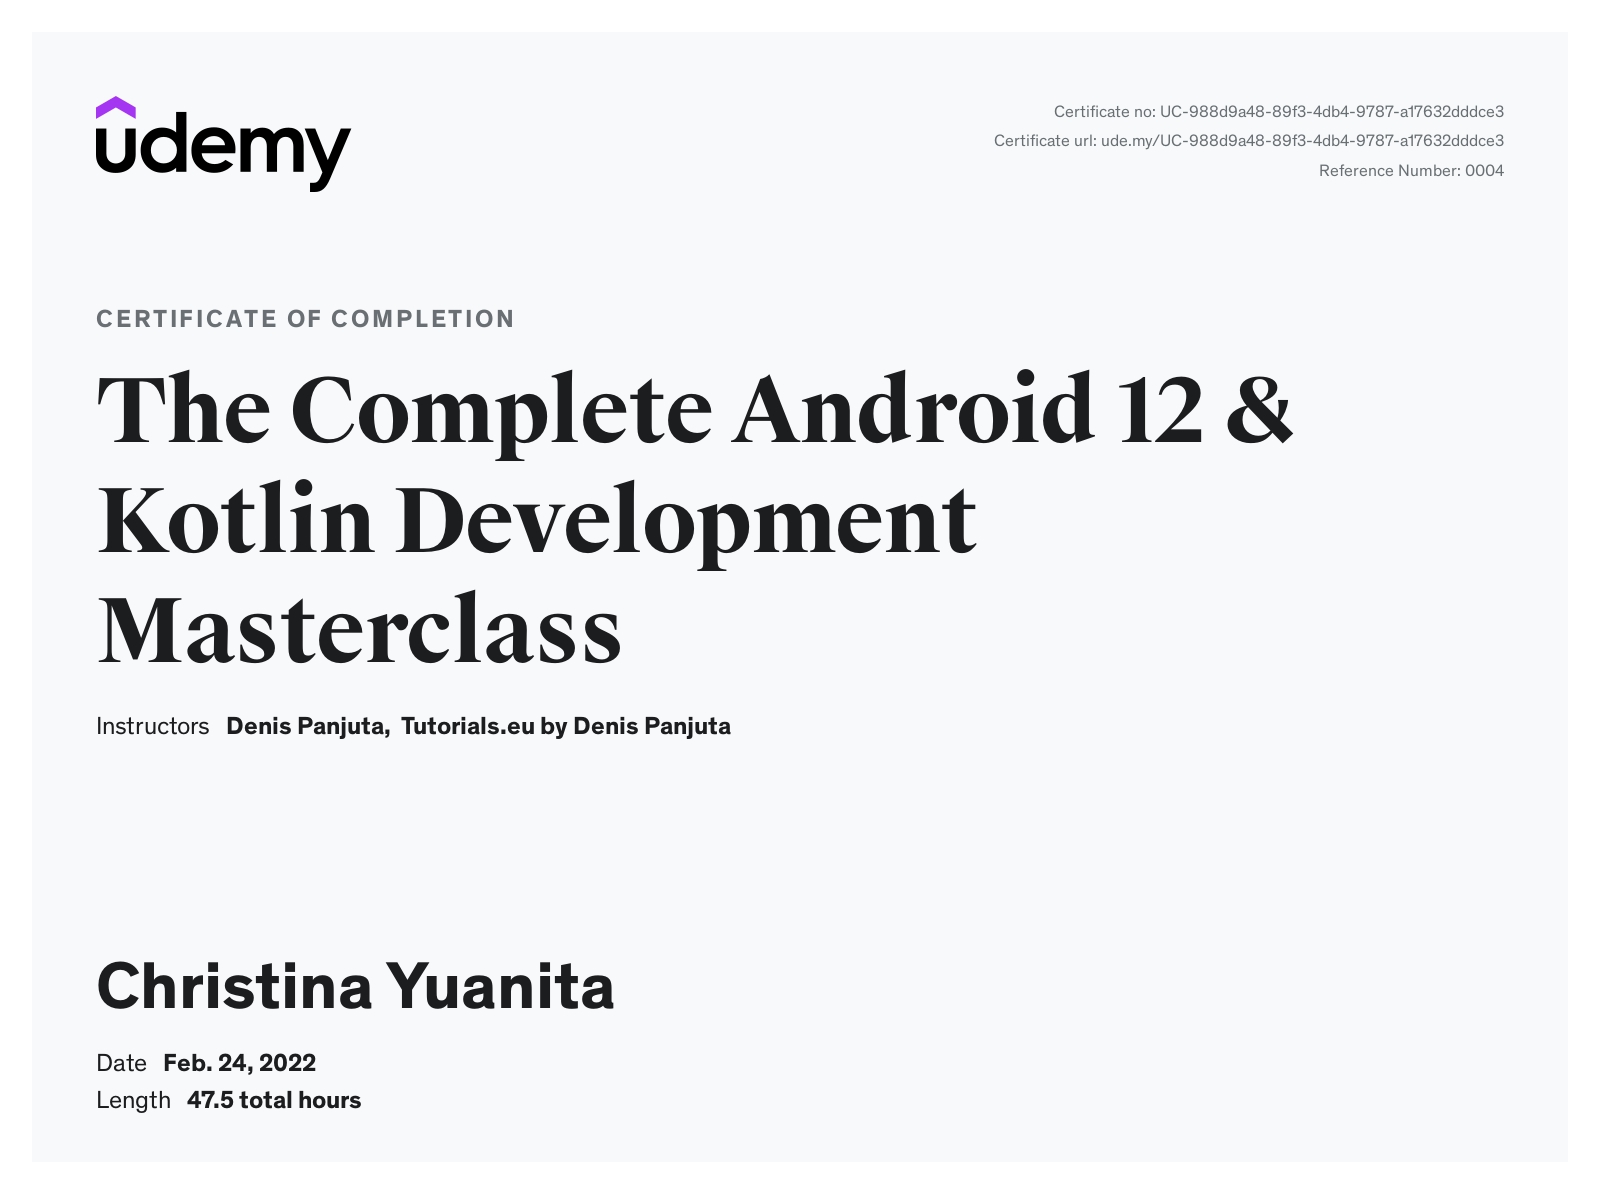 udemy
Certificate no: UC-988d9a48-89f3-4db4-9787-a17632dddce3
Certificate url: ude.my/UC-988d9a48-89f3-4db4-9787-a17632dddce3
Reference Number: 0004
CERTIFICATE OF COMPLETION
The Complete Android 12 &
Kotlin Development
Masterclass
Instructors Denis Panjuta, Tutorials.eu by Denis Panjuta
Christina Yuanita
Date Feb. 24, 2022
Length 47.5 total hours